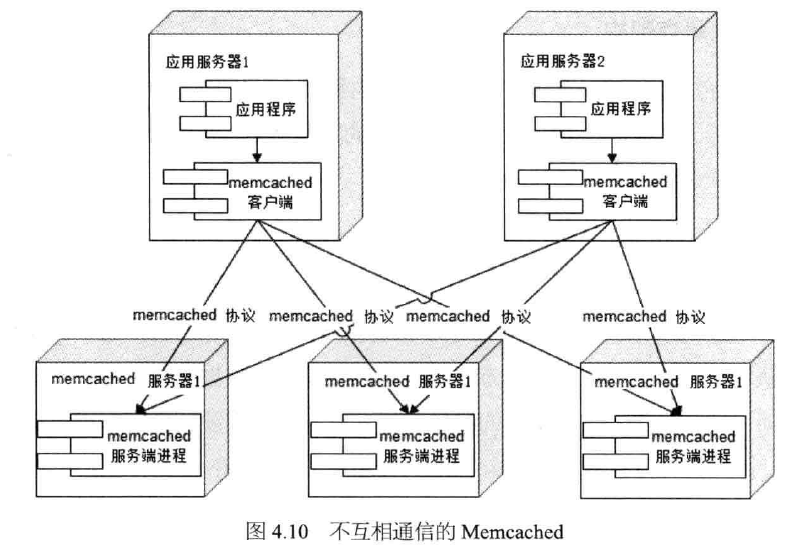 应用服务器1
应用服务器2
应用程序
应用程序
memcached
客户端
memcached
客户端
memcached 协议
memcached 协议
memcached 协议
memcached 协议
memcached 服务器1
memcached 服务器1
memcached 服务器1
memcached
服务端进程
memcached
服务端进程
memcached
服务端进程
图 4.10 不互相通信的 Memcached